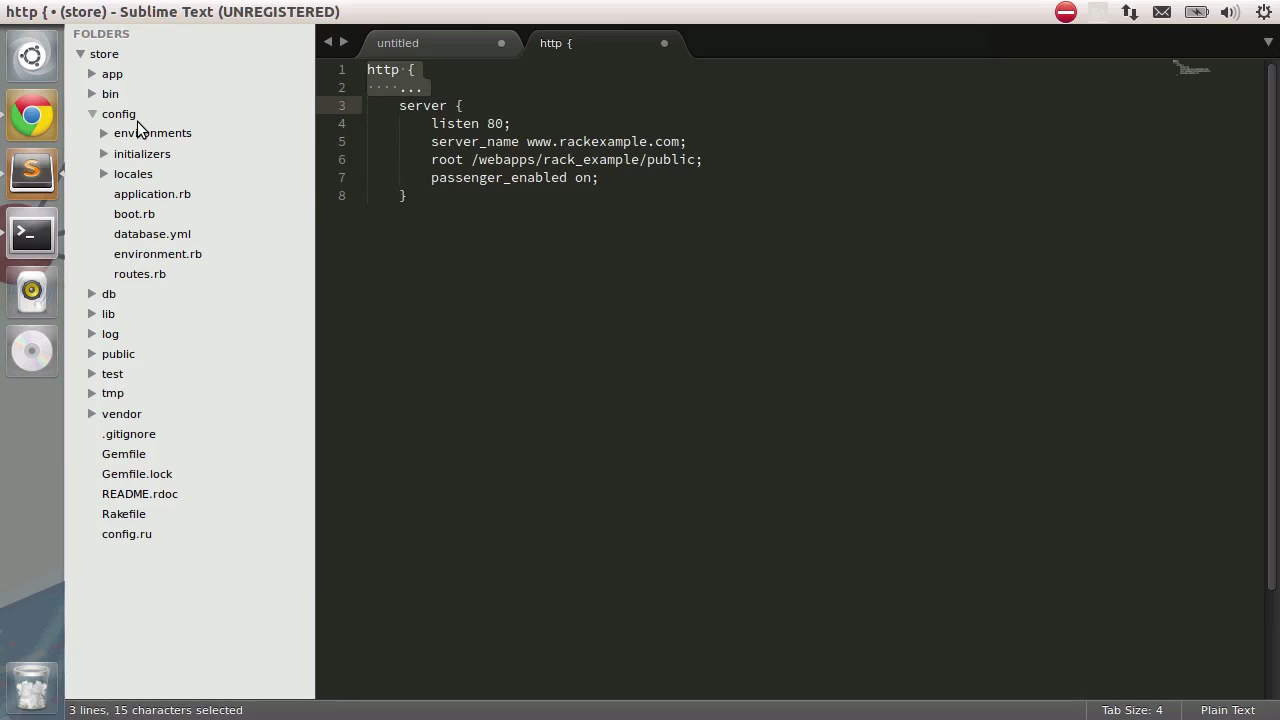 http { • (store) - Sublime Text (UNREGISTERED)
FOLDERS
store
app
bin
config
environments
initializers
locales
application.rb
boot.rb
database.yml
environment.rb
routes.rb
db
lib
log
public
test
tmp
vendor
.gitignore
Gemfile
Gemfile.lock
README.rdoc
Rakefile
config.ru
untitled
http {
1 http {
2 ...
3 server {
4 listen 80;
5 server_name www.rackexample.com;
6 root /webapps/rack_example/public;
7 passenger_enabled on;
8 }
3 lines, 15 characters selected
Tab Size: 4
Plain Text